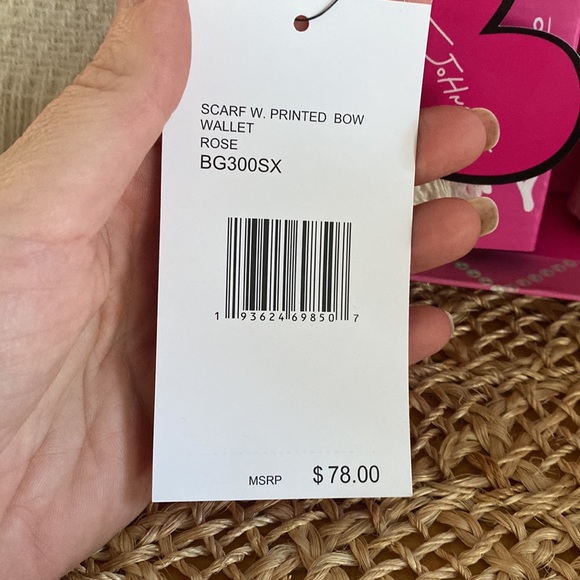 SCARF W. PRINTED BOW
WALLET
ROSE
BG300SX
1 93624 69850 7
MSRP $78.00